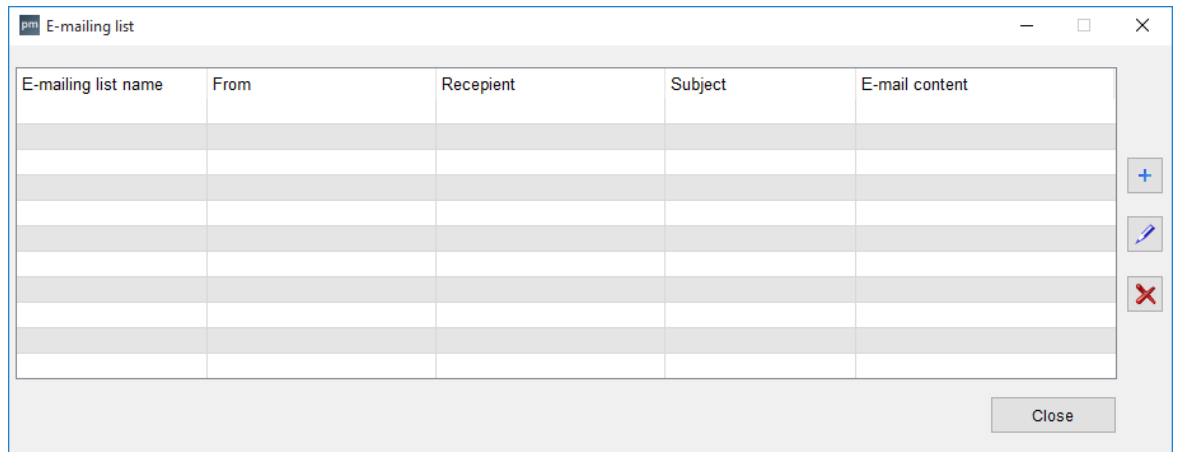 pm E-mailing list
E-mailing list name From Recepient Subject E-mail content
Close